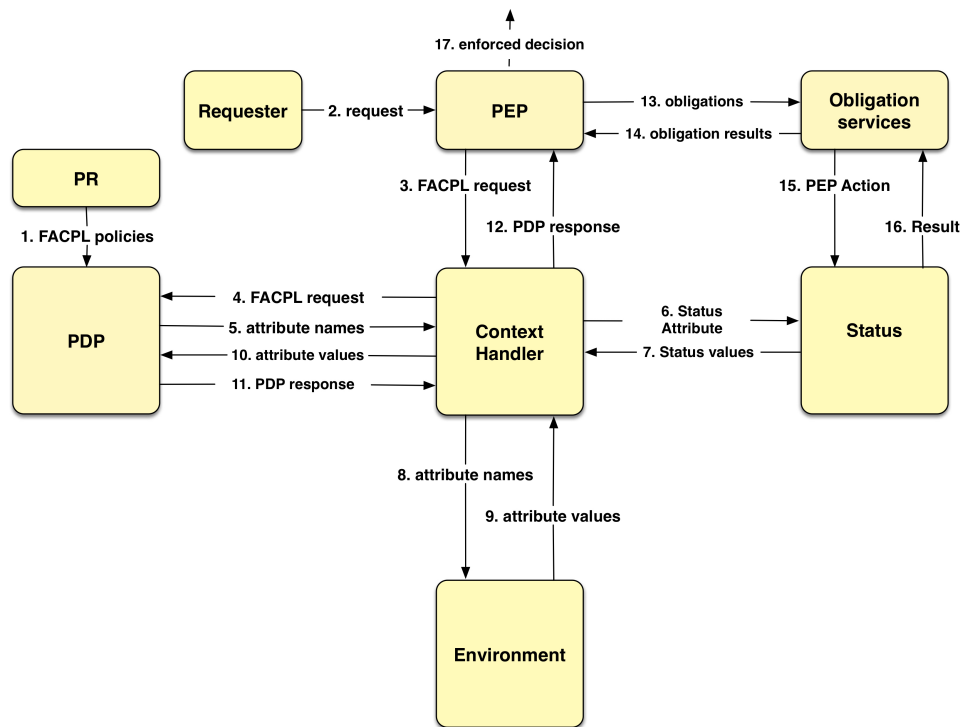 17. enforced decision
Requester
2. request
PEP
13. obligations
14. obligation results
Obligation
services
PR
3. FACPL request
15. PEP Action
12. PDP response
16. Result
1. FACPL policies
PDP
4. FACPL request
5. attribute names
10. attribute values
11. PDP response
Context
Handler
6. Status
Attribute
7. Status values
Status
8. attribute names
9. attribute values
Environment